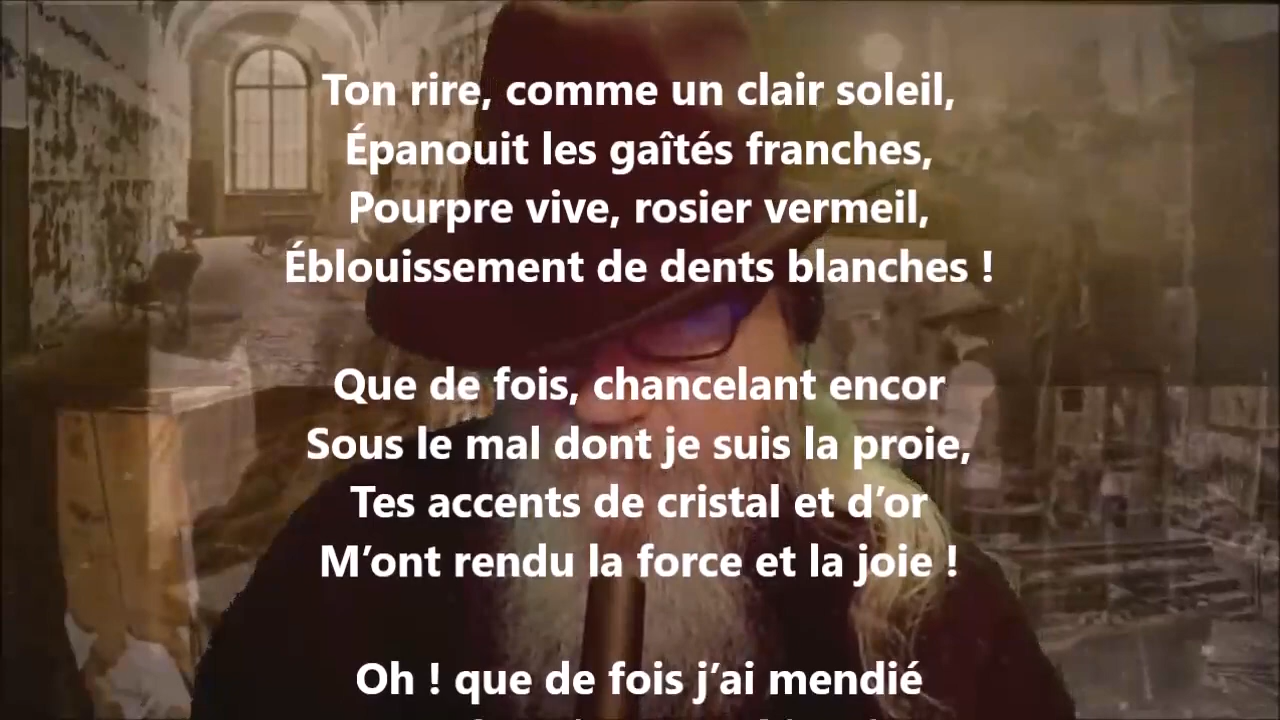 Ton rire, comme un clair soleil,
Épanouit les gaîtés franches,
Pourpre vive, rosier vermeil,
Éblouissement de dents blanches !
Que de fois, chancelant encor
Sous le mal dont je suis la proie,
Tes accents de cristal et d’or
M’ont rendu la force et la joie !
Oh ! que de fois j’ai mendié